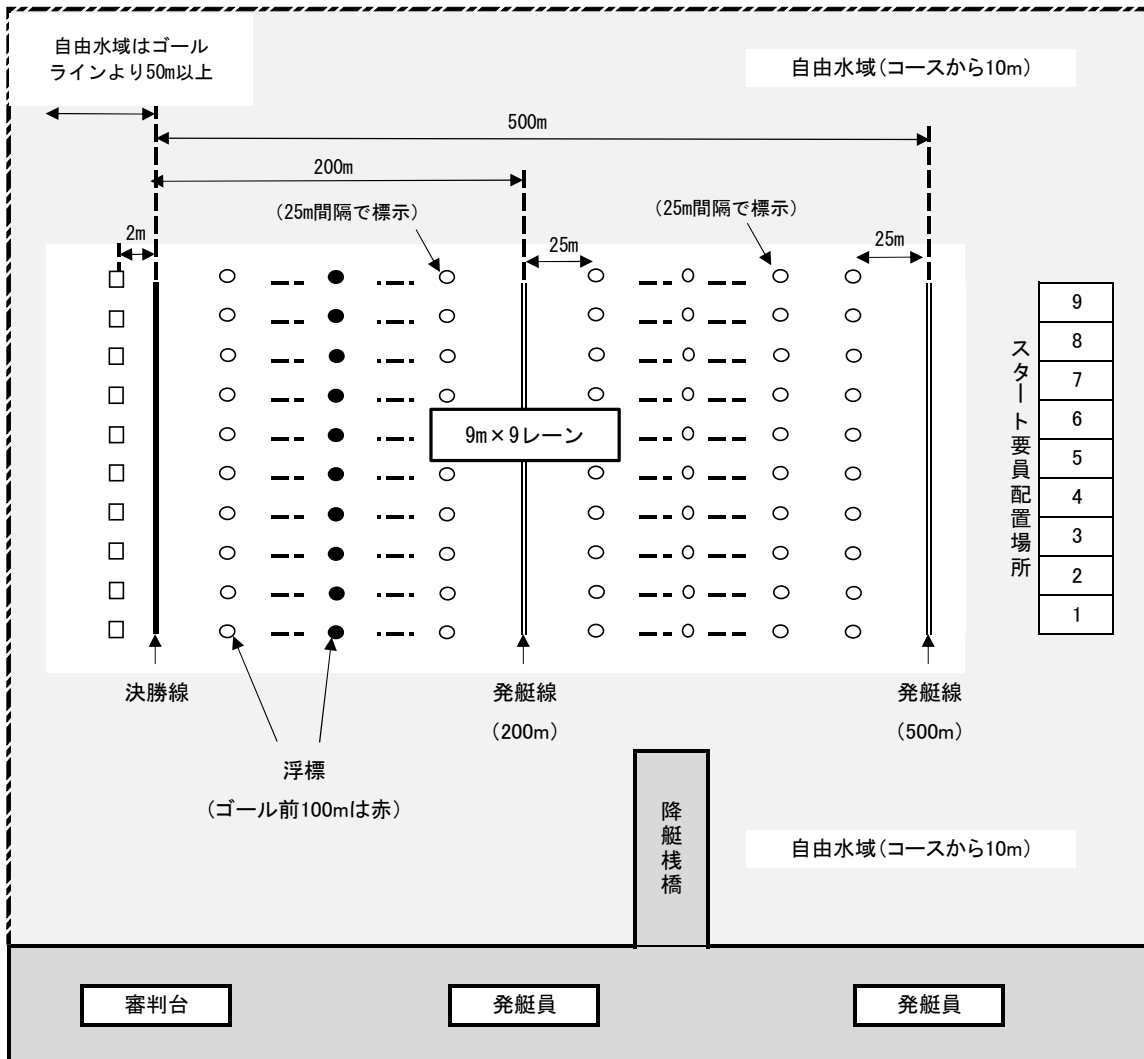 自由水域はゴール
ラインより50m以上
自由水域(コースから10m)
500m
200m
(25m間隔で標示)
(25m間隔で標示)
2m
25m
25m
9m×9レーン
スタート要員配置場所
9
8
7
6
5
4
3
2
1
決勝線
発艇線
(200m)
発艇線
(500m)
浮標
(ゴール前100mは赤)
降艇桟橋
自由水域(コースから10m)
審判台
発艇員
発艇員